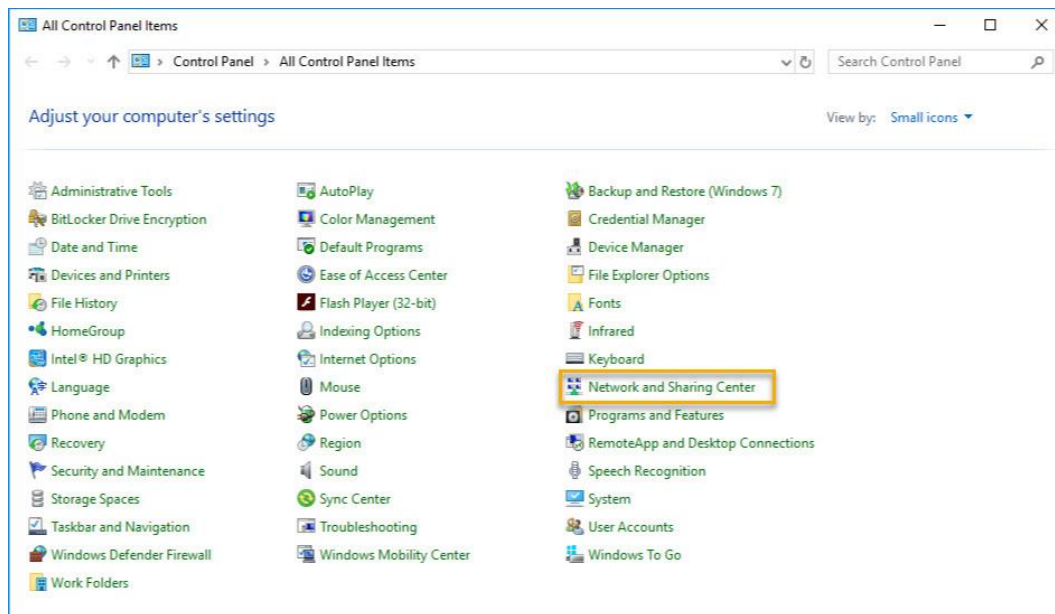 All Control Panel Items
Control Panel > All Control Panel Items
Search Control Panel
Adjust your computer's settings
View by: Small icons
Administrative Tools AutoPlay Backup and Restore (Windows 7)
BitLocker Drive Encryption Color Management Credential Manager
Date and Time Default Programs Device Manager
Devices and Printers Ease of Access Center File Explorer Options
File History Flash Player (32-bit) Fonts
HomeGroup Indexing Options Infrared
Intel® HD Graphics Internet Options Keyboard
Language Mouse Network and Sharing Center
Phone and Modem Power Options Programs and Features
Recovery Region RemoteApp and Desktop Connections
Security and Maintenance Sound Speech Recognition
Storage Spaces Sync Center System
Taskbar and Navigation Troubleshooting User Accounts
Windows Defender Firewall Windows Mobility Center Windows To Go
Work Folders